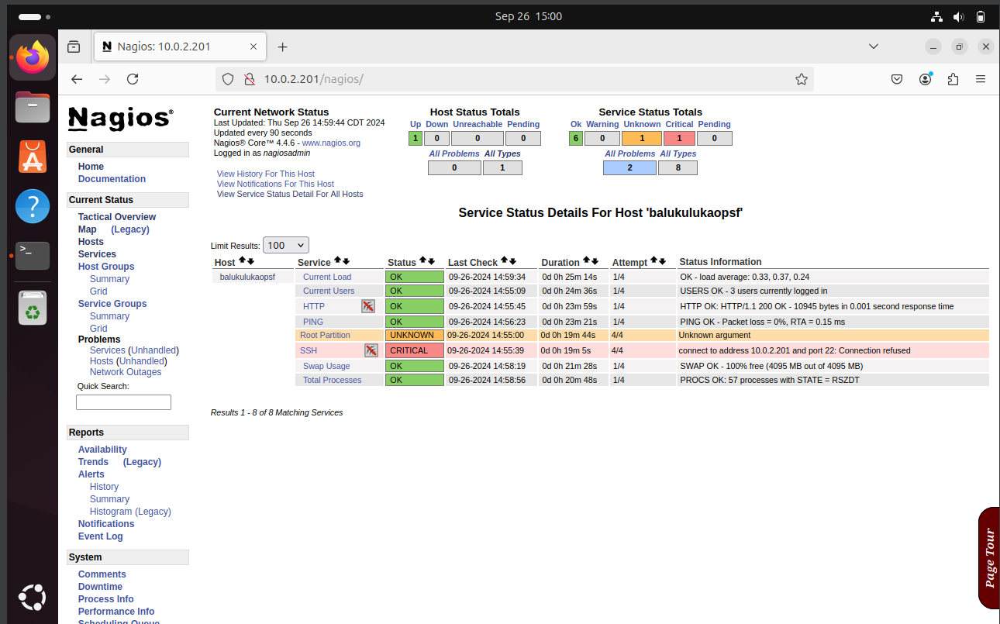 Sep 26 15:00
Nagios: 10.0.2.201
10.0.2.201/nagios/
Nagios®
General
Home
Documentation
Current Status
Tactical Overview
Map (Legacy)
Hosts
Services
Host Groups
Summary
Grid
Service Groups
Summary
Grid
Problems
Services (Unhandled)
Hosts (Unhandled)
Network Outages
Quick Search:
Reports
Availability
Trends (Legacy)
Alerts
History
Summary
Histogram (Legacy)
Notifications
Event Log
System
Comments
Downtime
Process Info
Performance Info
Scheduling Queue
Current Network Status
Last Updated: Thu Sep 26 14:59:44 CDT 2024
Updated every 90 seconds
Nagios® Core™ 4.4.6 - www.nagios.org
Logged in as nagiosadmin
View History For This Host
View Notifications For This Host
View Service Status Detail For All Hosts
Host Status Totals
Up Down Unreachable Pending
1 0 0 0
All Problems All Types
0 1
Service Status Totals
Ok Warning Unknown Critical Pending
6 0 1 1 0
All Problems All Types
2 8
Service Status Details For Host 'balukulukaopsf'
Limit Results: 100
Host Service Status Last Check Duration Attempt Status Information
balukulukaopsf Current Load OK 09-26-2024 14:59:34 0d 0h 25m 14s 1/4 OK - load average: 0.33, 0.37, 0.24
Current Users OK 09-26-2024 14:55:09 0d 0h 24m 36s 1/4 USERS OK - 3 users currently logged in
HTTP OK 09-26-2024 14:55:45 0d 0h 23m 59s 1/4 HTTP OK: HTTP/1.1 200 OK - 10945 bytes in 0.001 second response time
PING OK 09-26-2024 14:56:23 0d 0h 23m 21s 1/4 PING OK - Packet loss = 0%, RTA = 0.15 ms
Root Partition UNKNOWN 09-26-2024 14:55:00 0d 0h 19m 44s 4/4 Unknown argument
SSH CRITICAL 09-26-2024 14:55:39 0d 0h 19m 5s 4/4 connect to address 10.0.2.201 and port 22: Connection refused
Swap Usage OK 09-26-2024 14:58:19 0d 0h 21m 28s 1/4 SWAP OK - 100% free (4095 MB out of 4095 MB)
Total Processes OK 09-26-2024 14:58:56 0d 0h 20m 48s 1/4 PROCS OK: 57 processes with STATE = RSZDT
Results 1 - 8 of 8 Matching Services
Page Tour